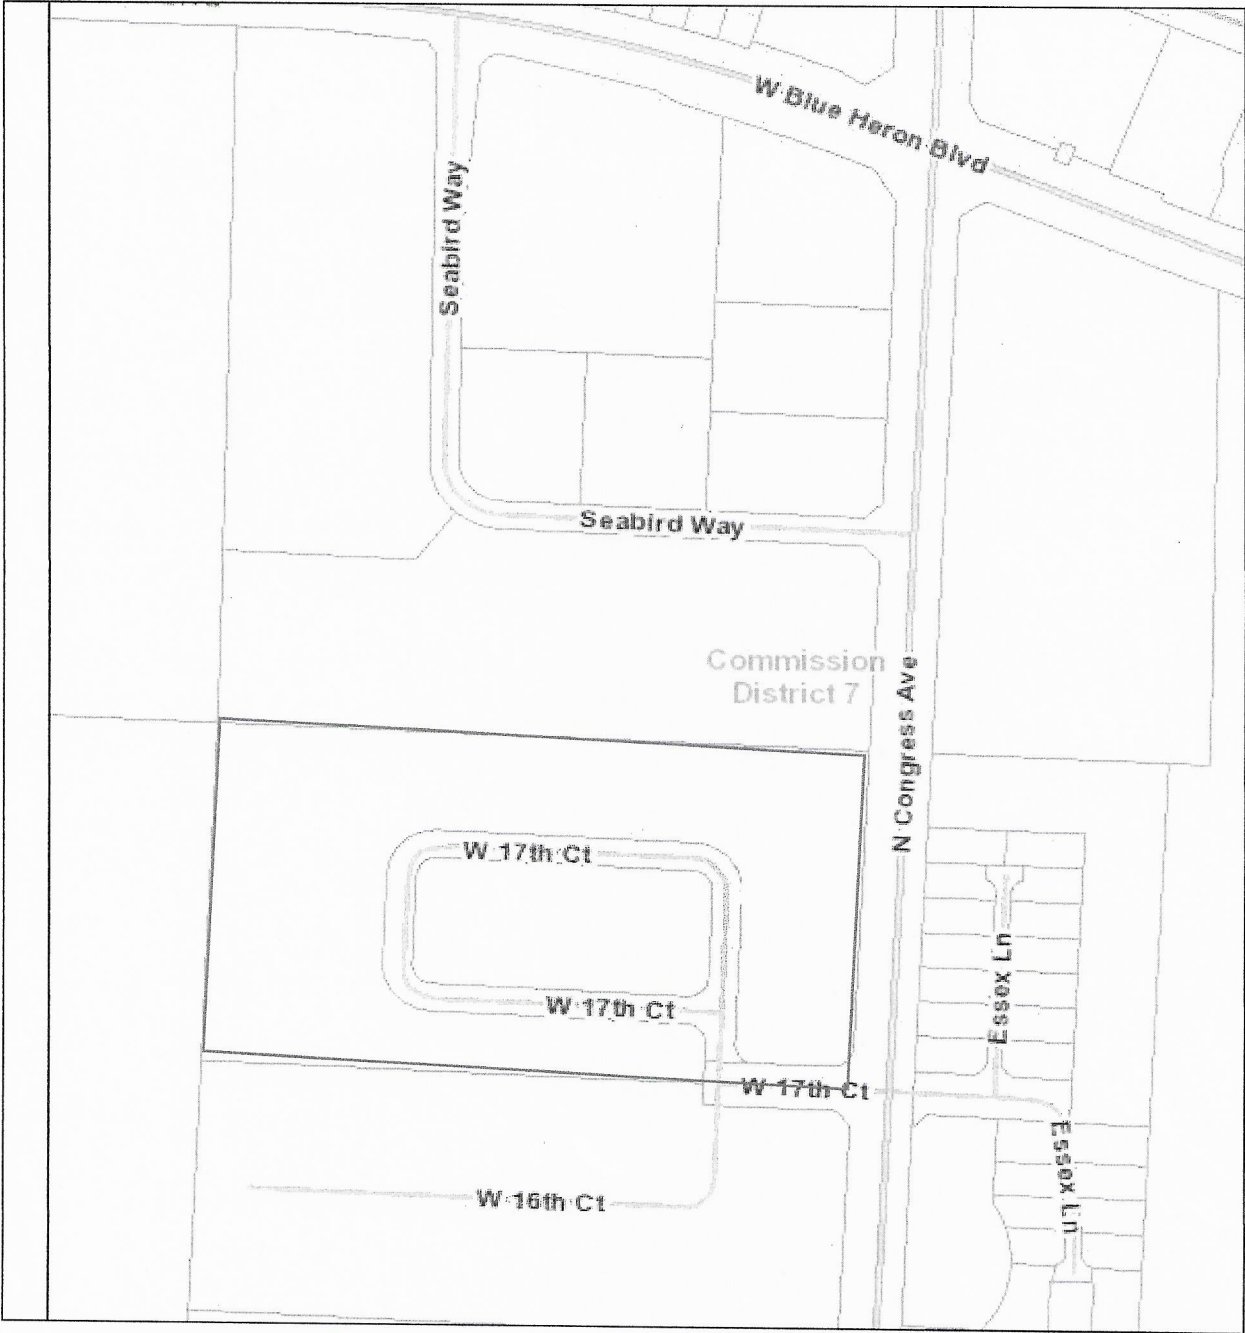 W Blue Heron Blvd
Seabird Way
Seabird Way
Commission
District 7
N Congress Ave
W 17th Ct
Essex Ln
W 17th Ct
W 17th Ct
Essex Ln
W 16th Ct